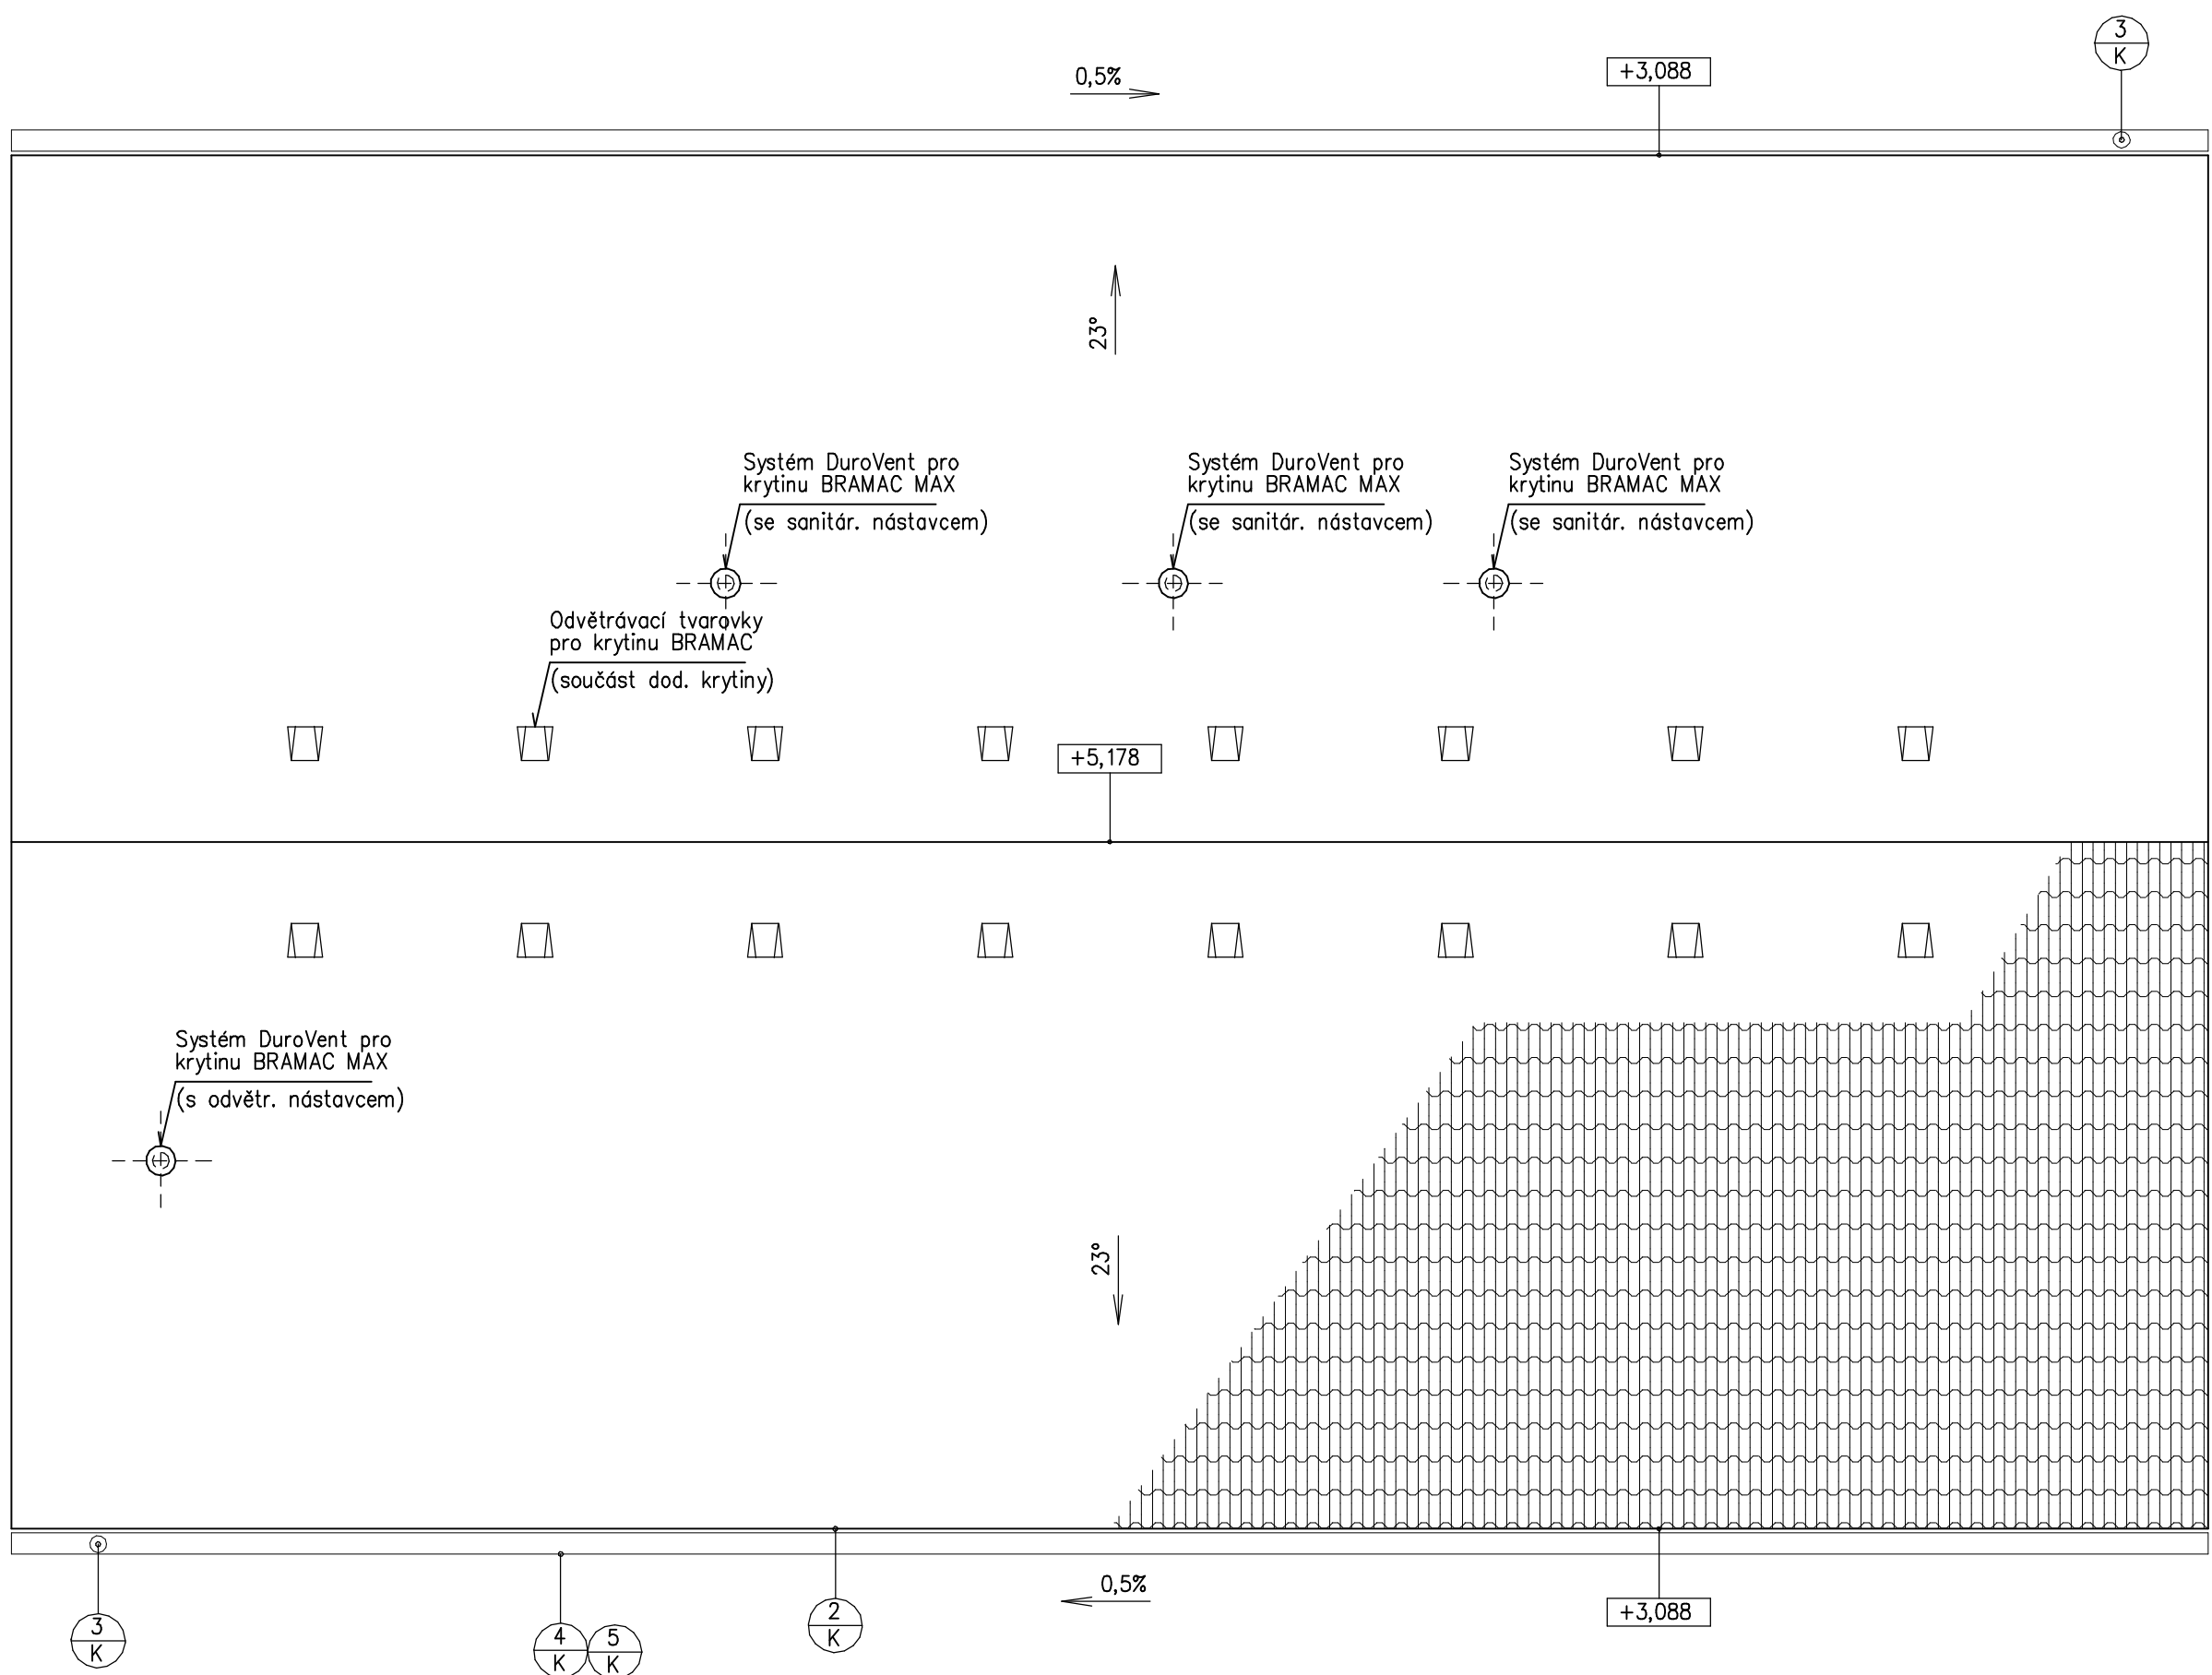 3
K
0,5%
+3,088
23°
Systém DuroVent pro
krytinu BRAMAC MAX
(se sanitár. nástavcem)
Systém DuroVent pro
krytinu BRAMAC MAX
(se sanitár. nástavcem)
Systém DuroVent pro
krytinu BRAMAC MAX
(se sanitár. nástavcem)
Odvětrávací tvarovky
pro krytinu BRAMAC
(součást dod. krytiny)
+5,178
Systém DuroVent pro
krytinu BRAMAC MAX
(s odvětr. nástavcem)
23°
0,5%
+3,088
3
K
4
K
5
K
2
K